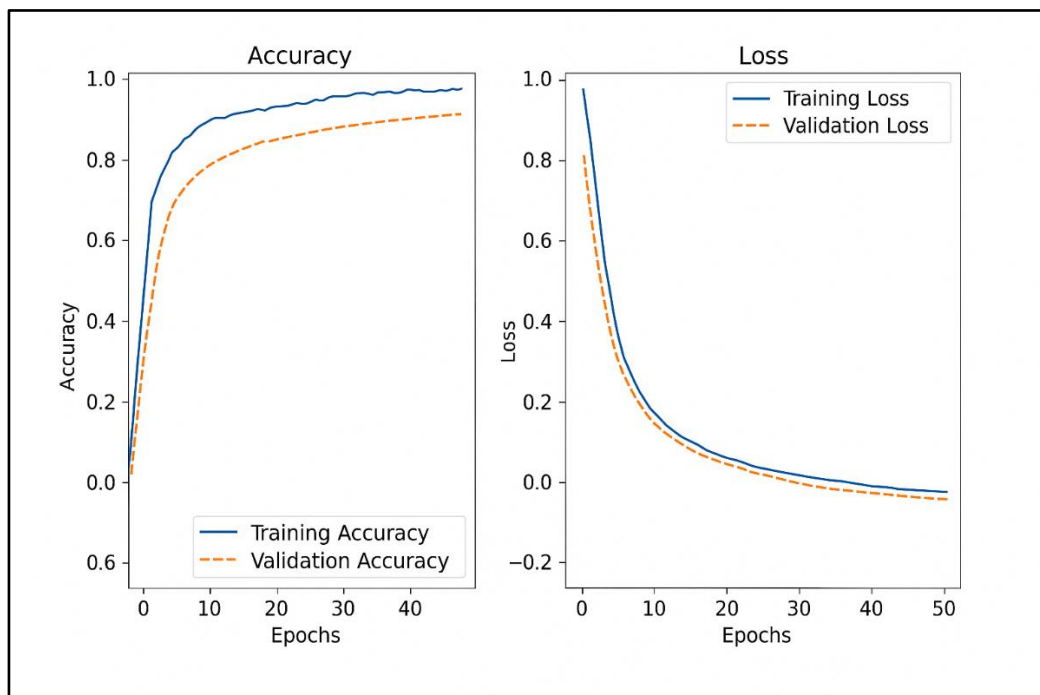 Accuracy
1.0
0.8
0.6
0.4
0.2
0.0
0.6
Accuracy
0 10 20 30 40
Epochs
Training Accuracy
Validation Accuracy
Loss
1.0
0.8
0.6
0.4
0.2
0.0
−0.2
Loss
0 10 20 30 40 50
Epochs
Training Loss
Validation Loss